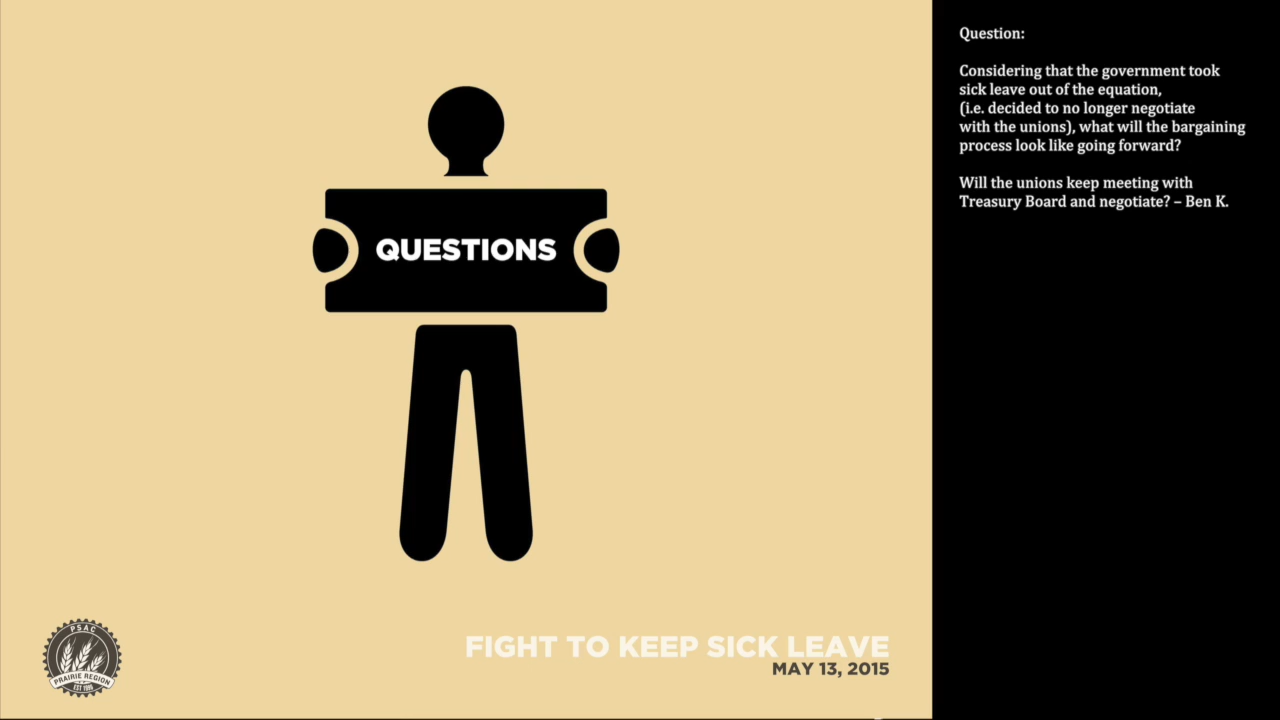 QUESTIONS
FIGHT TO KEEP SICK LEAVE
MAY 13, 2015
PSAC
PRAIRIE REGION
Question:
Considering that the government took
sick leave out of the equation,
(i.e. decided to no longer negotiate
with the unions), what will the bargaining
process look like going forward?
Will the unions keep meeting with
Treasury Board and negotiate? – Ben K.